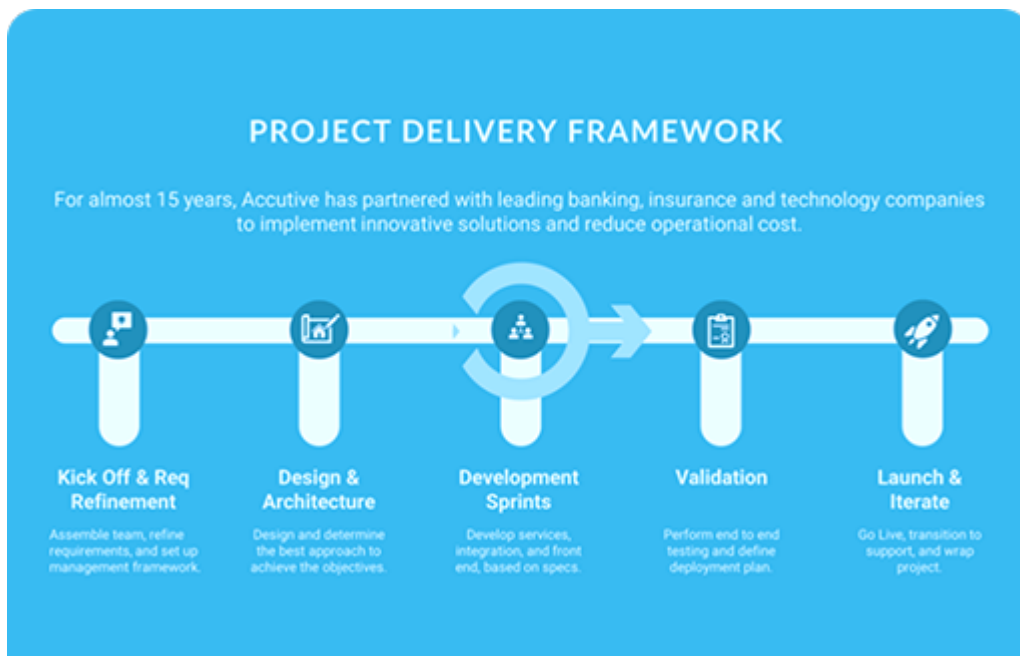 PROJECT DELIVERY FRAMEWORK
For almost 15 years, Accutive has partnered with leading banking, insurance and technology companies
to implement innovative solutions and reduce operational cost.
Kick Off & Req
Refinement
Assemble team, refine
requirements, and set up
management framework.
Design &
Architecture
Design and determine
the best approach to
achieve the objectives.
Development
Sprints
Develop services,
integration, and front
end, based on specs.
Validation
Perform end to end
testing and define
deployment plan.
Launch &
Iterate
Go Live, transition to
support, and wrap
project.